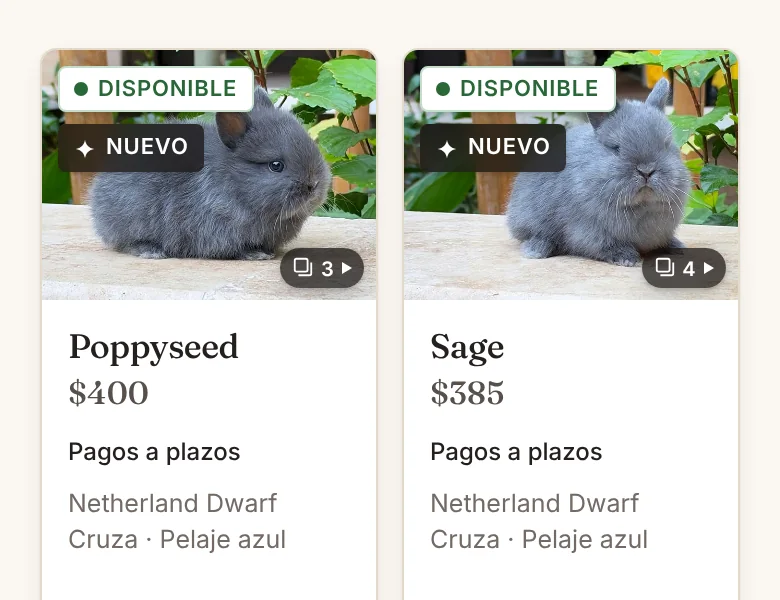 DISPONIBLE
NUEVO
3
Poppyseed
$400
Pagos a plazos
Netherland Dwarf
Cruza · Pelaje azul
DISPONIBLE
NUEVO
4
Sage
$385
Pagos a plazos
Netherland Dwarf
Cruza · Pelaje azul